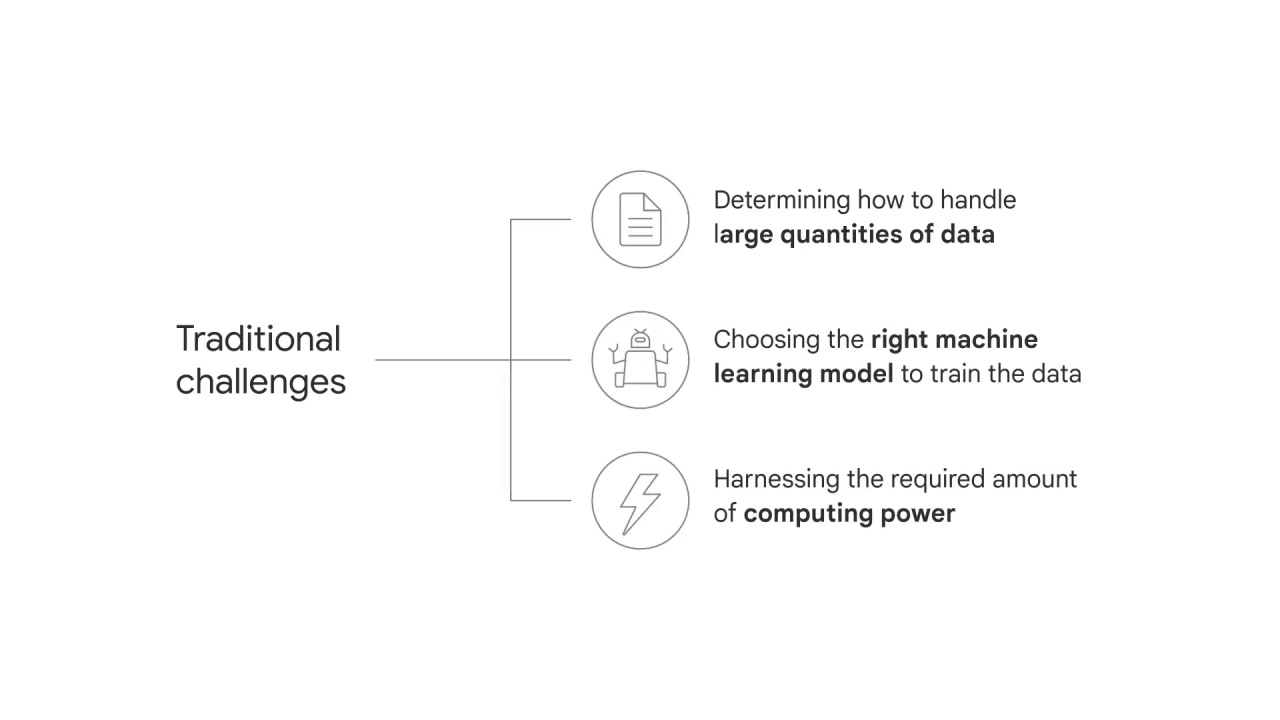 Traditional
challenges
Determining how to handle
large quantities of data
Choosing the right machine
learning model to train the data
Harnessing the required amount
of computing power